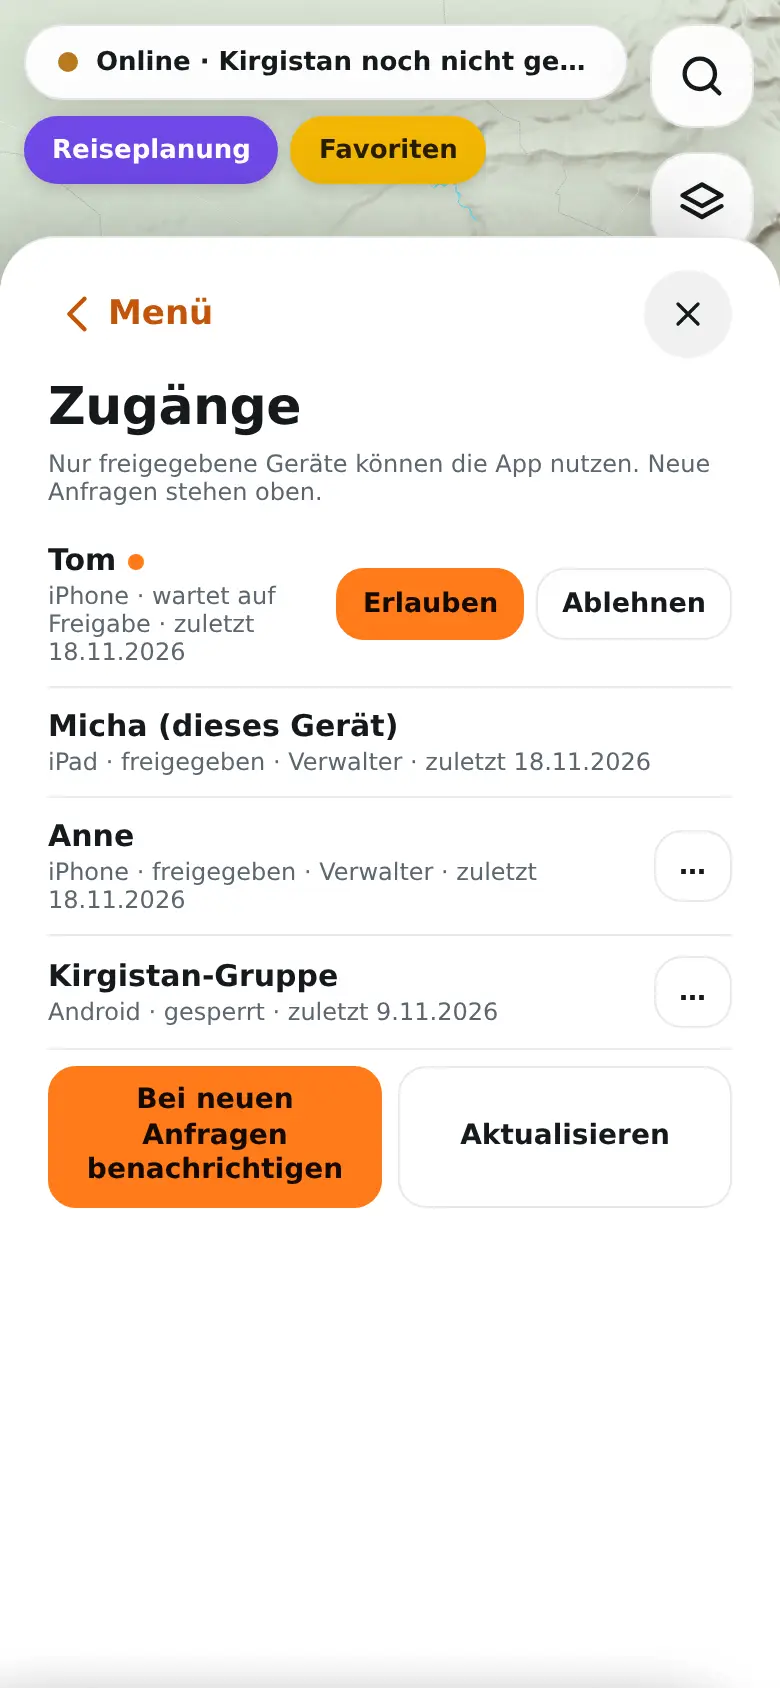 Online · Kirgistan noch nicht ge…
Reiseplanung
Favoriten
Menü
Zugänge
Nur freigegebene Geräte können die App nutzen. Neue
Anfragen stehen oben.
Tom
iPhone · wartet auf
Freigabe · zuletzt
18.11.2026
Erlauben
Ablehnen
Micha (dieses Gerät)
iPad · freigegeben · Verwalter · zuletzt 18.11.2026
Anne
iPhone · freigegeben · Verwalter · zuletzt
18.11.2026
…
Kirgistan-Gruppe
Android · gesperrt · zuletzt 9.11.2026
…
Bei neuen
Anfragen
benachrichtigen
Aktualisieren